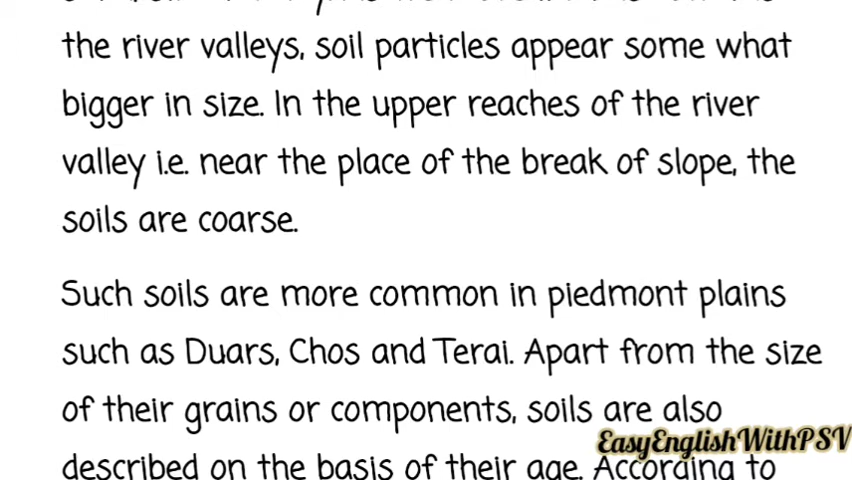 the river valleys, soil particles appear some what
bigger in size. In the upper reaches of the river
valley i.e. near the place of the break of slope, the
soils are coarse.
Such soils are more common in piedmont plains
such as Duars, Chos and Terai. Apart from the size
of their grains or components, soils are also
EasyEnglishWithPSV
described on the basis of their age. According to